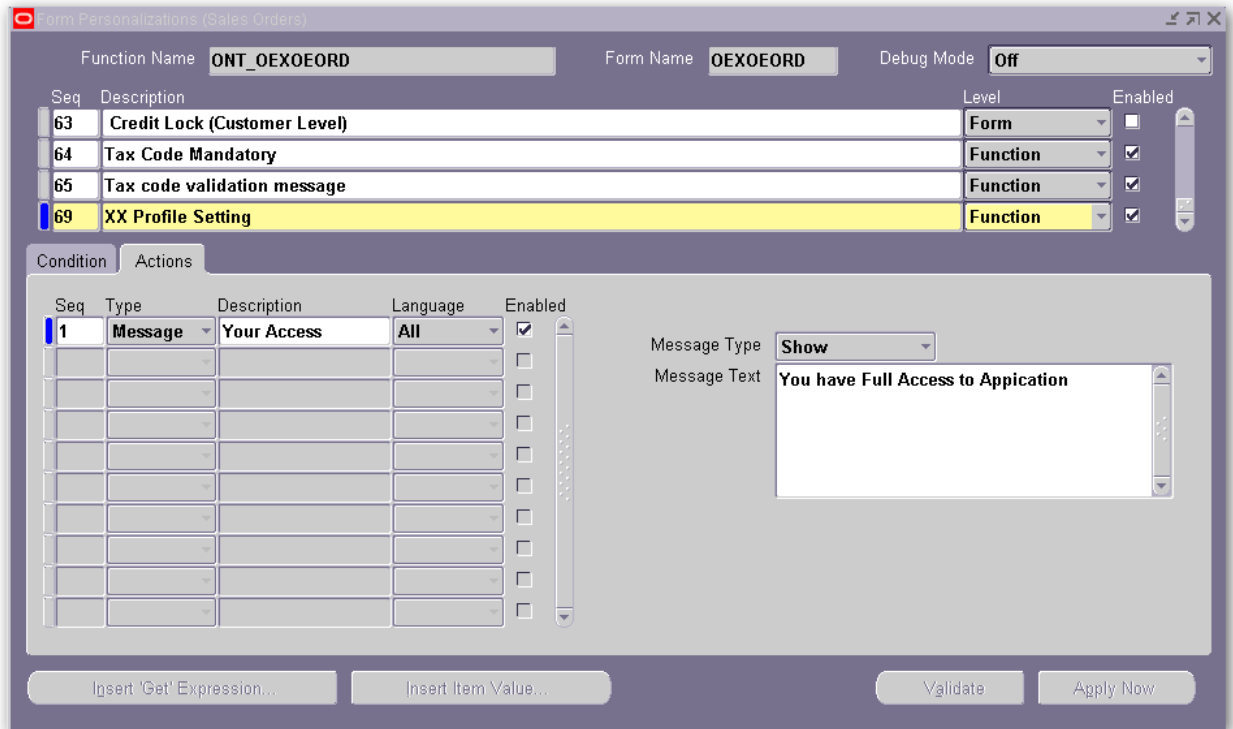 Form Personalizations (Sales Orders)
Function Name ONT_OEXOEORD Form Name OEXOEORD Debug Mode Off
Seq Description Level Enabled
63 Credit Lock (Customer Level) Form
64 Tax Code Mandatory Function
65 Tax code validation message Function
69 XX Profile Setting Function
Condition Actions
Seq Type Description Language Enabled
1 Message Your Access All
Message Type Show
Message Text You have Full Access to Appication
Insert 'Get' Expression... Insert Item Value... Validate Apply Now